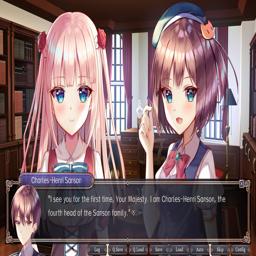 Charles-Henri Sanson
"I see you for the first time, Your Majesty. I am Charles-Henri Sanson, the
fourth head of the Sanson family."
Log Q.Save Q.Load Save Load Auto Skip Config